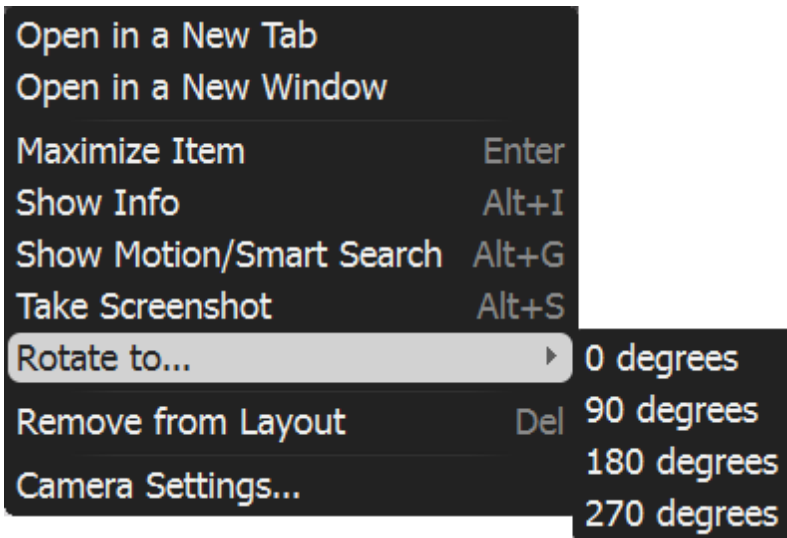 Open in a New Tab
Open in a New Window
Maximize Item Enter
Show Info Alt+I
Show Motion/Smart Search Alt+G
Take Screenshot Alt+S
Rotate to...
0 degrees
90 degrees
180 degrees
270 degrees
Remove from Layout Del
Camera Settings...